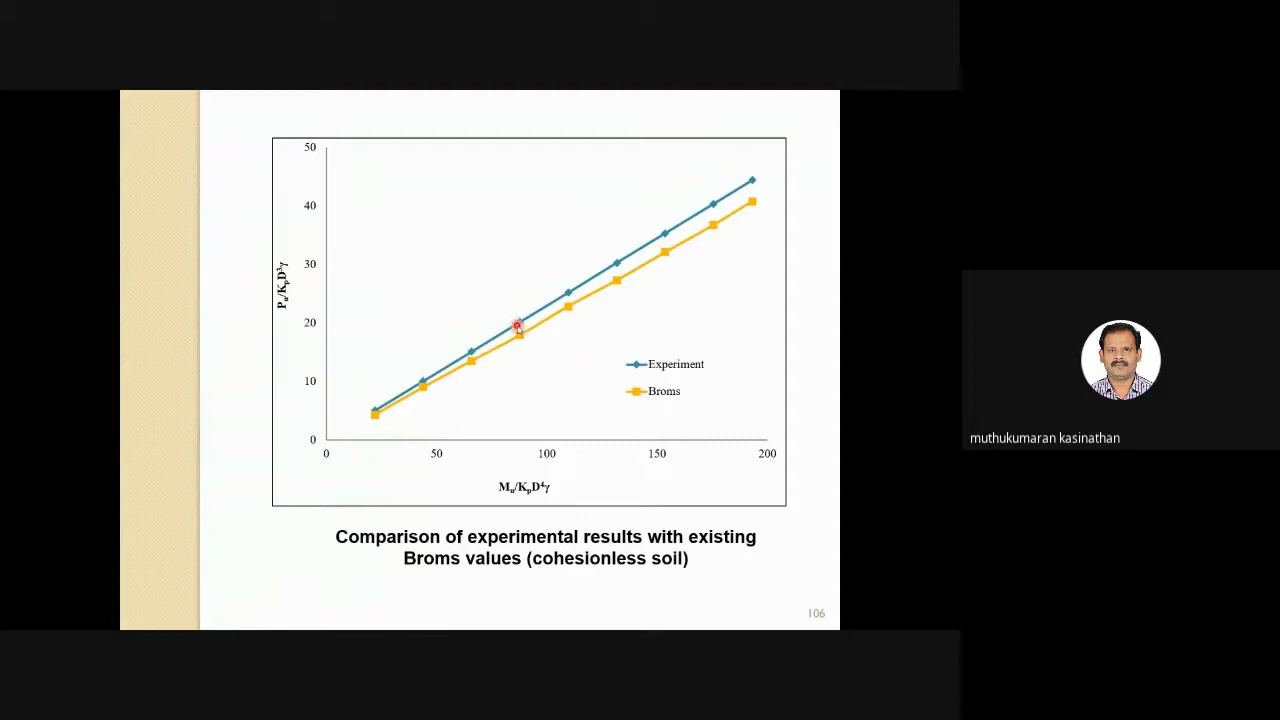 50
40
30
20
10
0
Pᵤ/KₚD³γ
Experiment
Broms
0 50 100 150 200
Mᵤ/KₚD⁴γ
Comparison of experimental results with existing
Broms values (cohesionless soil)
106
muthukumaran kasinathan